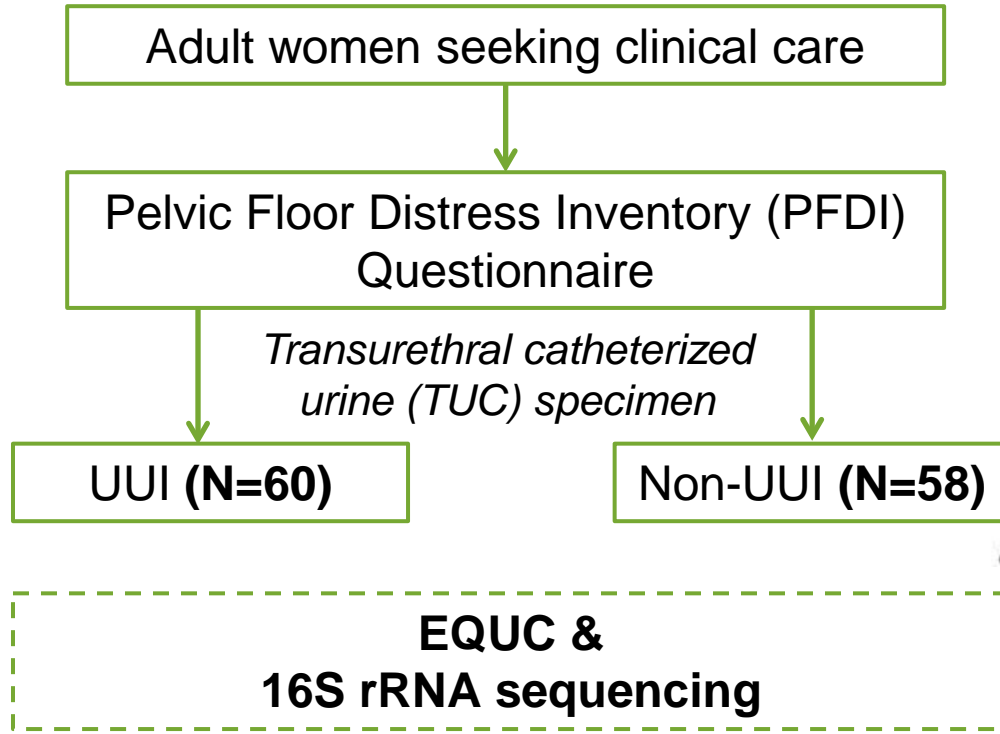 Adult women seeking clinical care
Pelvic Floor Distress Inventory (PFDI)
Questionnaire
Transurethral catheterized
urine (TUC) specimen
UUI (N=60)
Non-UUI (N=58)
EQUC &
16S rRNA sequencing